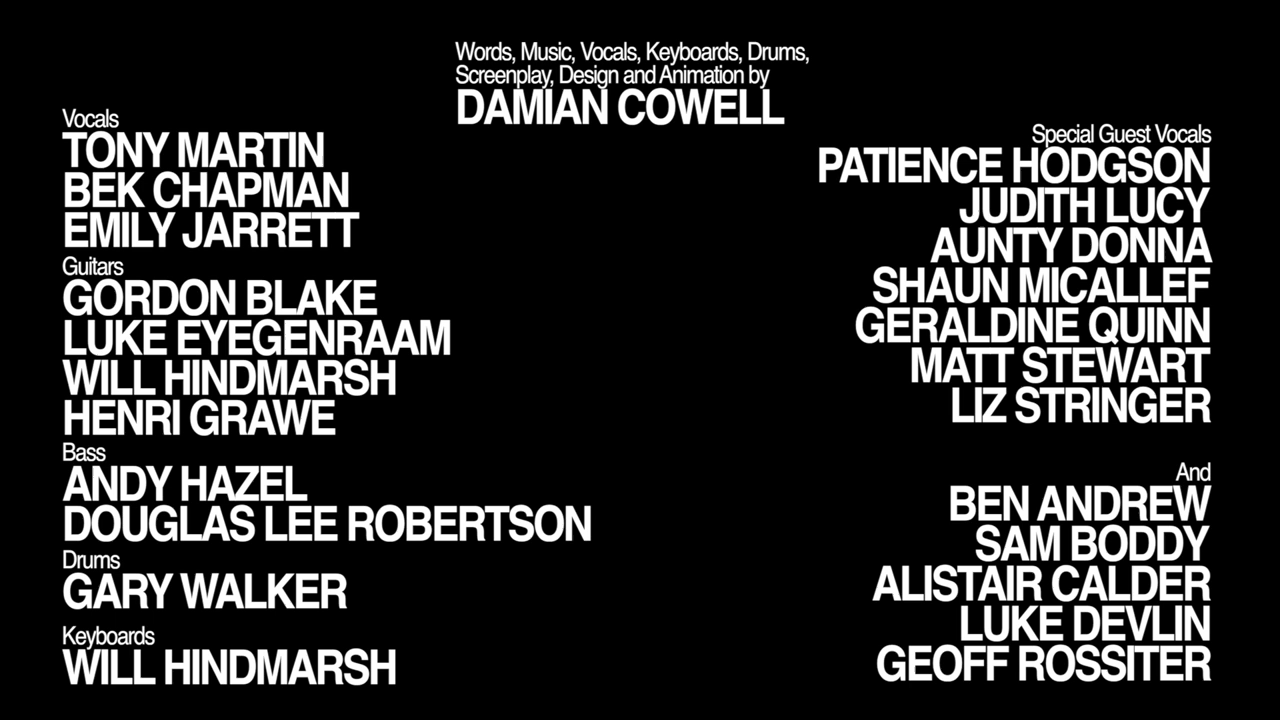 Words, Music, Vocals, Keyboards, Drums,
Screenplay, Design and Animation by
DAMIAN COWELL
Vocals
TONY MARTIN
BEK CHAPMAN
EMILY JARRETT
Guitars
GORDON BLAKE
LUKE EYEGENRAAM
WILL HINDMARSH
HENRI GRAWE
Bass
ANDY HAZEL
DOUGLAS LEE ROBERTSON
Drums
GARY WALKER
Keyboards
WILL HINDMARSH
Special Guest Vocals
PATIENCE HODGSON
JUDITH LUCY
AUNTY DONNA
SHAUN MICALLEF
GERALDINE QUINN
MATT STEWART
LIZ STRINGER
And
BEN ANDREW
SAM BODDY
ALISTAIR CALDER
LUKE DEVLIN
GEOFF ROSSITER